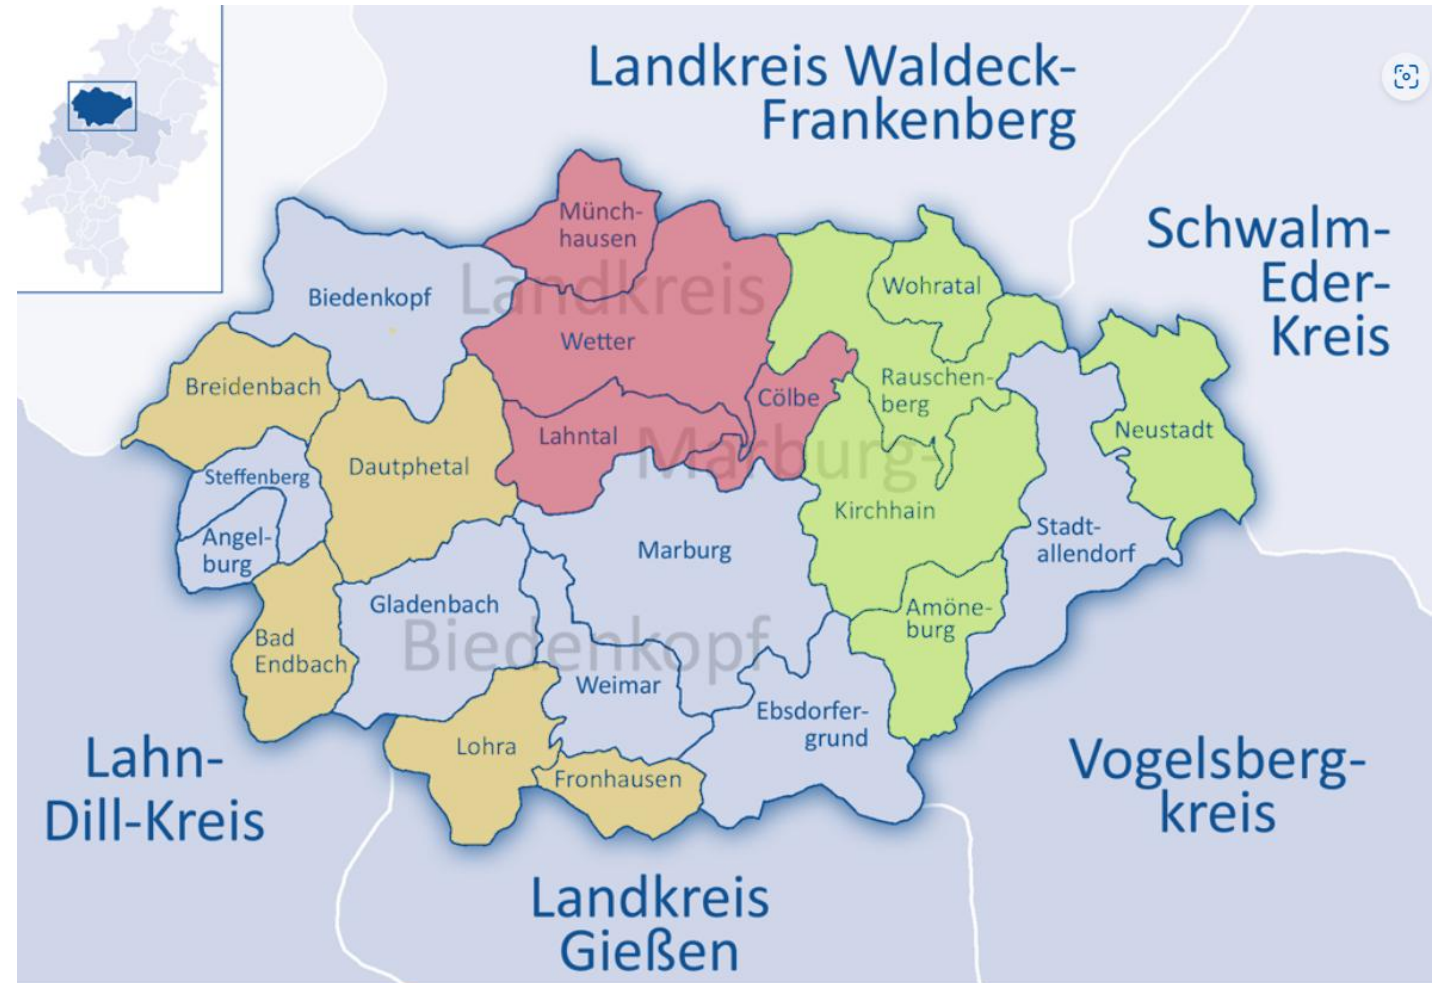 Landkreis Waldeck-
Frankenberg
Schwalm-
Eder-
Kreis
Münch-
hausen
Landkreis
Biedenkopf
Wohratal
Wetter
Breidenbach
Rauschen-
berg
Cölbe
Lahntal
Marburg-
Neustadt
Dautphetal
Steffenberg
Kirchhain
Angel-
burg
Stadt-
allendorf
Marburg
Gladenbach
Amöne-
burg
Bad
Endbach
Biedenkopf
Weimar
Ebsdorfer-
grund
Lohra
Fronhausen
Lahn-
Dill-Kreis
Vogelsberg-
kreis
Landkreis
Gießen